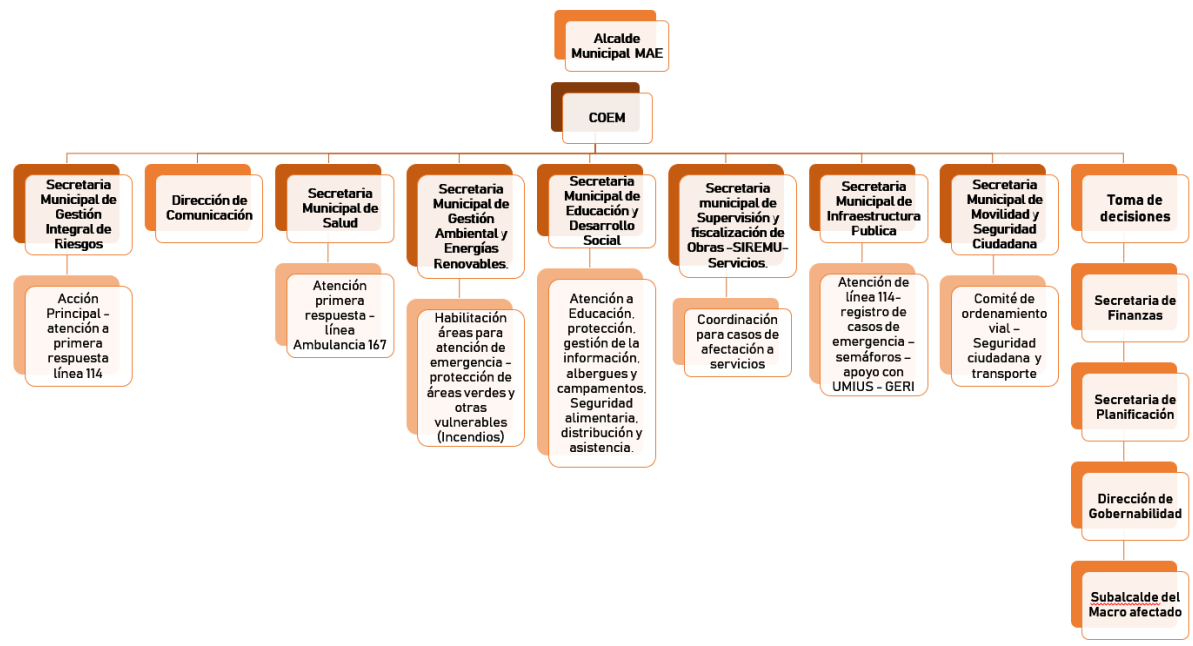 Alcalde
Municipal MAE
COEM
Secretaria
Municipal de
Gestión
Integral de
Riesgos
Acción
Principal -
atención a
primera
respuesta
línea 114
Dirección de
Comunicación
Secretaria
Municipal de
Salud
Atención
primera
respuesta -
línea
Ambulancia 167
Secretaria
Municipal de
Gestión
Ambiental y
Energías
Renovables.
Habilitación
áreas para
atención de
emergencia -
protección de
áreas verdes y
otras
vulnerables
(Incendios)
Secretaria
Municipal de
Educación y
Desarrollo
Social
Atención a
Educación,
protección,
gestión de la
información,
albergues y
campamentos,
Seguridad
alimentaria,
distribución y
asistencia.
Secretaria
municipal de
Supervisión y
fiscalización de
Obras -SIREMU-
Servicios.
Coordinación
para casos de
afectación a
servicios
Secretaria
Municipal de
Infraestructura
Publica
Atención de
línea 114-
registro de
casos de
emergencia -
semáforos -
apoyo con
UMIUS - GERI
Secretaria
Municipal de
Movilidad y
Seguridad
Ciudadana
Comité de
ordenamiento
vial -
Seguridad
ciudadana y
transporte
Toma de
decisiones
Secretaria de
Finanzas
Secretaria de
Planificación
Dirección de
Gobernabilidad
Subalcalde del
Macro afectado